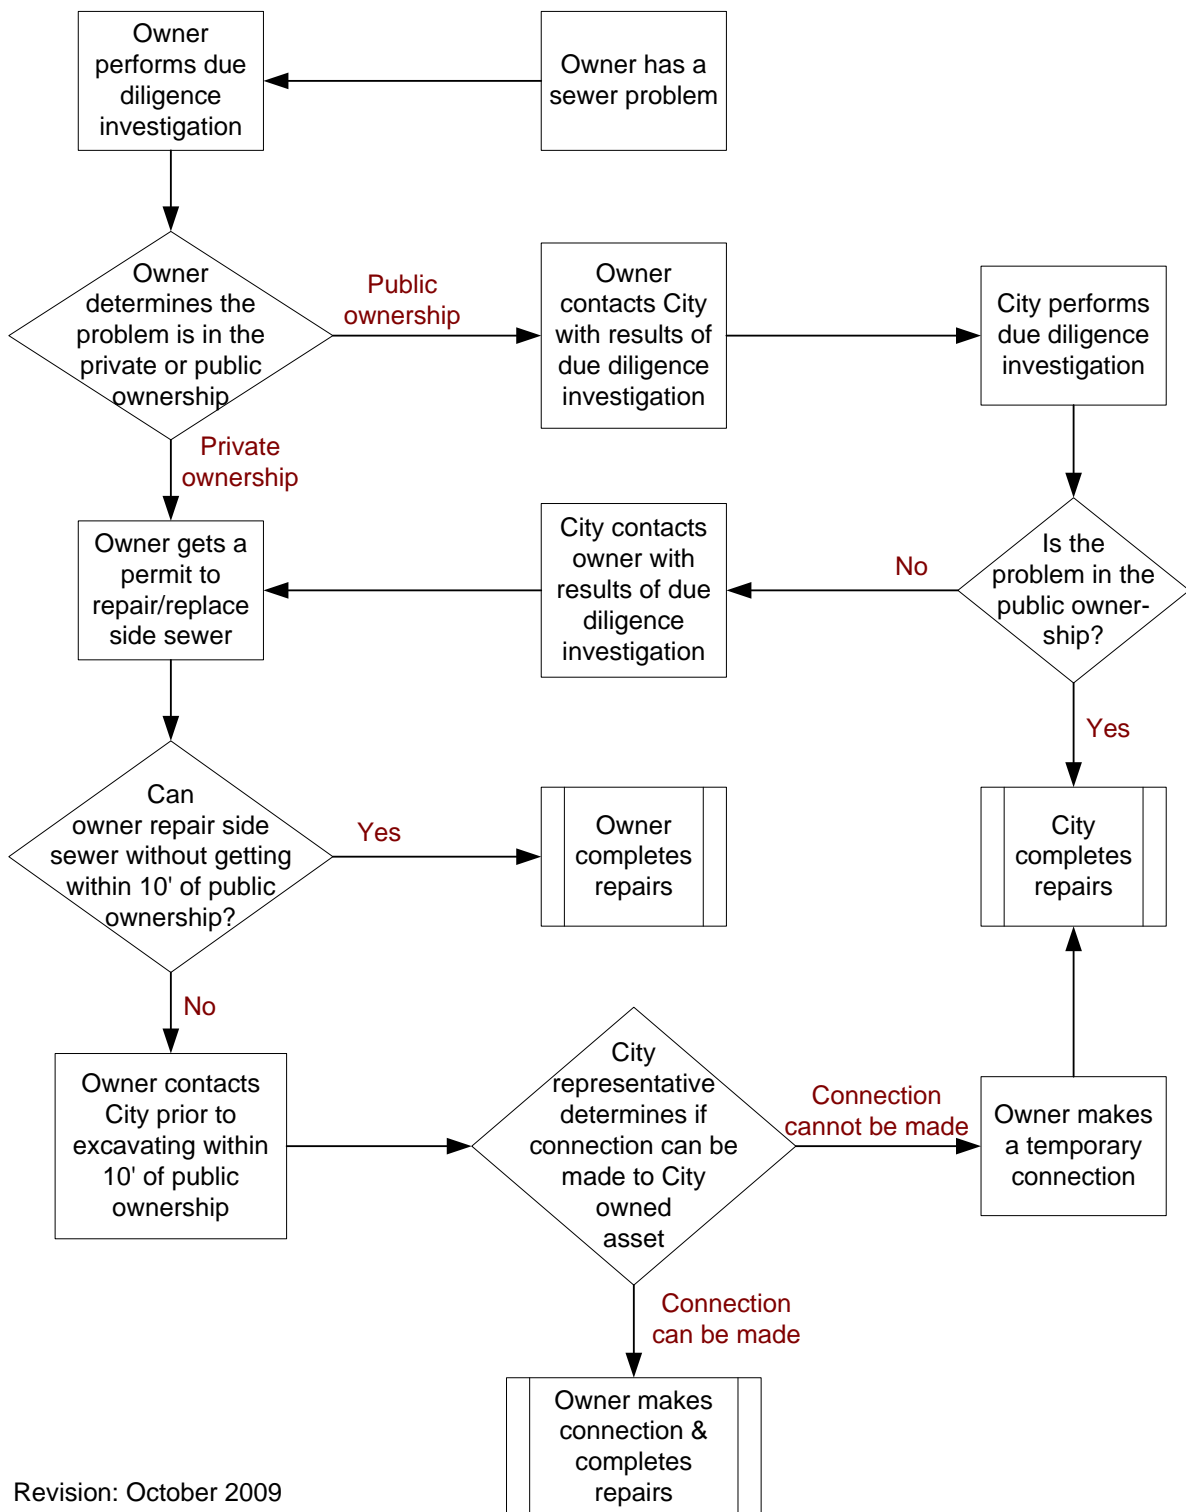 Owner
performs due
diligence
investigation
Owner has a
sewer problem
Owner
determines the
problem is in the
private or public
ownership
Public
ownership
Owner
contacts City
with results of
due diligence
investigation
City performs
due diligence
investigation
Private
ownership
Owner gets a
permit to
repair/replace
side sewer
City contacts
owner with
results of due
diligence
investigation
No
Is the
problem in the
public owner-
ship?
Yes
Can
owner repair side
sewer without getting
within 10' of public
ownership?
Yes
Owner
completes
repairs
City
completes
repairs
No
Owner contacts
City prior to
excavating within
10' of public
ownership
City
representative
determines if
connection can be
made to City
owned
asset
Connection
cannot be made
Owner makes
a temporary
connection
Connection
can be made
Owner makes
connection &
completes
repairs
Revision: October 2009